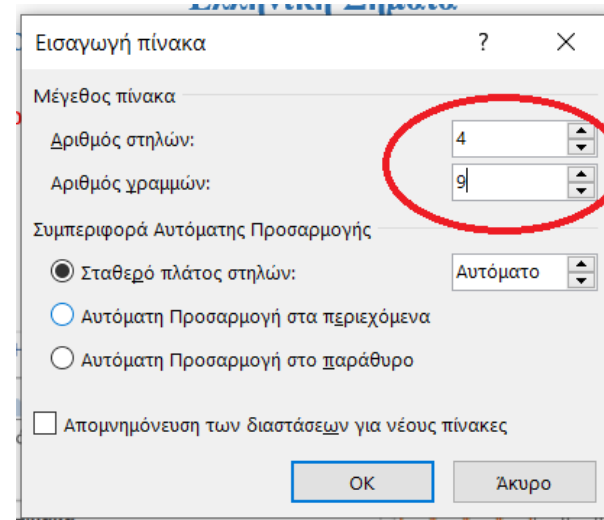 Εισαγωγή πίνακα ? ×
Μέγεθος πίνακα
Αριθμός στηλών: 4
Αριθμός γραμμών: 9
Συμπεριφορά Αυτόματης Προσαρμογής
Σταθερό πλάτος στηλών: Αυτόματο
Αυτόματη Προσαρμογή στα περιεχόμενα
Αυτόματη Προσαρμογή στο παράθυρο
Απομνημόνευση των διαστάσεων για νέους πίνακες
OK Άκυρο